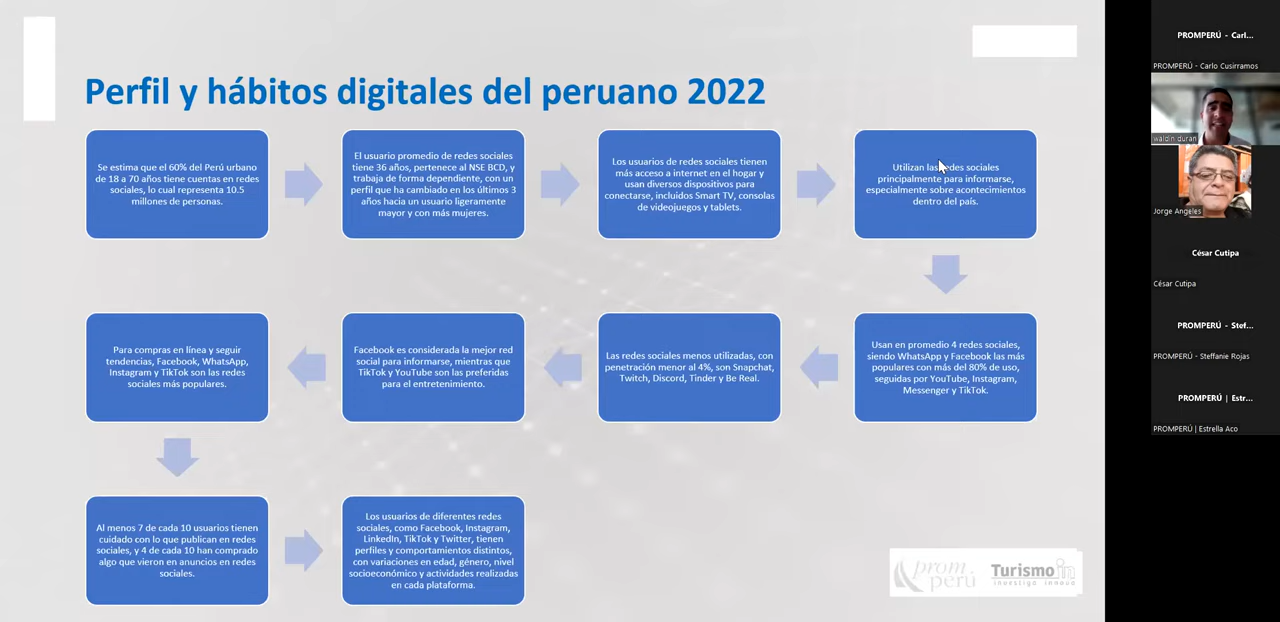 Perfil y hábitos digitales del peruano 2022
Se estima que el 60% del Perú urbano
de 18 a 70 años tiene cuentas en redes
sociales, lo cual representa 10.5
millones de personas.
El usuario promedio de redes sociales
tiene 36 años, pertenece al NSE BCD, y
trabaja de forma dependiente, con un
perfil que ha cambiado en los últimos 3
años hacia un usuario ligeramente
mayor y con más mujeres.
Los usuarios de redes sociales tienen
más acceso a internet en el hogar y
usan diversos dispositivos para
conectarse, incluidos Smart TV, consolas
de videojuegos y tablets.
Utilizan las redes sociales
principalmente para informarse,
especialmente sobre acontecimientos
dentro del país.
Usan en promedio 4 redes sociales,
siendo WhatsApp y Facebook las más
populares con más del 80% de uso,
seguidas por YouTube, Instagram,
Messenger y TikTok.
Las redes sociales menos utilizadas, con
penetración menor al 4%, son Snapchat,
Twitch, Discord, Tinder y Be Real.
Facebook es considerada la mejor red
social para informarse, mientras que
TikTok y YouTube son las preferidas
para el entretenimiento.
Para compras en línea y seguir
tendencias, Facebook, WhatsApp,
Instagram y TikTok son las redes
sociales más populares.
Al menos 7 de cada 10 usuarios tienen
cuidado con lo que publican en redes
sociales, y 4 de cada 10 han comprado
algo que vieron en anuncios en redes
sociales.
Los usuarios de diferentes redes
sociales, como Facebook, Instagram,
LinkedIn, TikTok y Twitter, tienen
perfiles y comportamientos distintos,
con variaciones en edad, género, nivel
socioeconómico y actividades realizadas
en cada plataforma.
prom
perú
Turismo in
investiga innova
PROMPERÚ - Carl...
PROMPERÚ - Carlo Cusirramos
waldin duran
Jorge Angeles
César Cutipa
César Cutipa
PROMPERÚ - Stef...
PROMPERÚ - Steffanie Rojas
PROMPERÚ | Estr...
PROMPERÚ | Estrella Aco